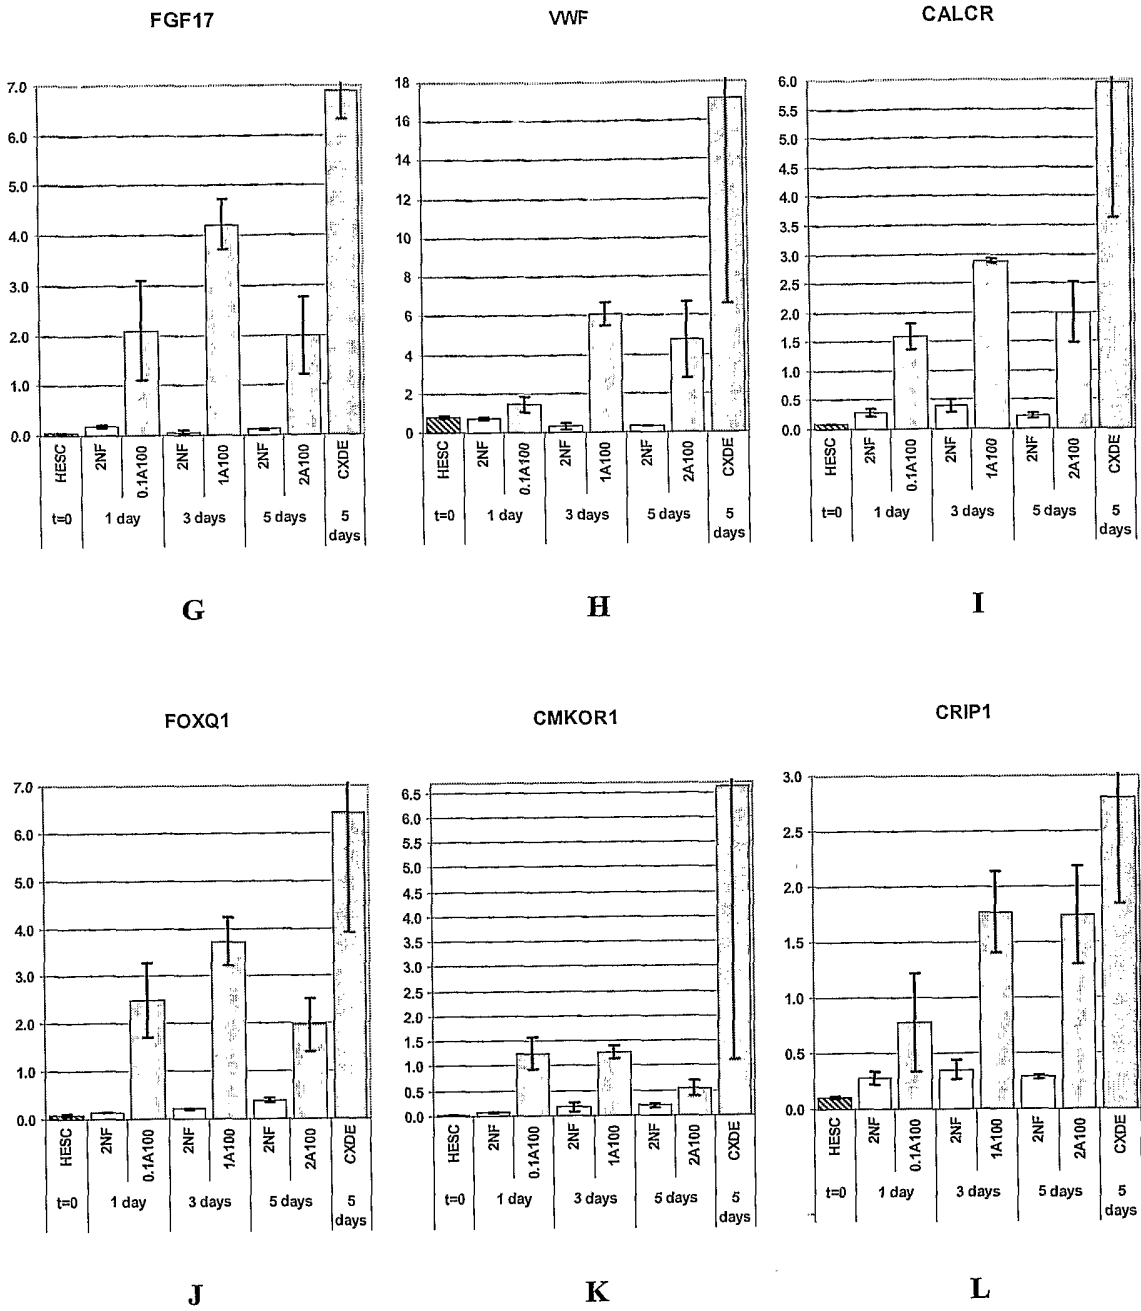 FGF17
7.0
6.0
5.0
4.0
3.0
2.0
1.0
0.0
HESC
2NF
0.1A100
2NF
1A100
2NF
2A100
CXDE
t=0
1 day
3 days
5 days
5
days
G
VWF
18
16
14
12
10
8
6
4
2
0
HESC
2NF
0.1A100
2NF
1A100
2NF
2A100
CXDE
t=0
1 day
3 days
5 days
5
days
H
CALCR
6.0
5.5
5.0
4.5
4.0
3.5
3.0
2.5
2.0
1.5
1.0
0.5
0.0
HESC
2NF
0.1A100
2NF
1A100
2NF
2A100
CXDE
t=0
1 day
3 days
5 days
5
days
I
FOXQ1
7.0
6.0
5.0
4.0
3.0
2.0
1.0
0.0
HESC
2NF
0.1A100
2NF
1A100
2NF
2A100
CXDE
t=0
1 day
3 days
5 days
5
days
J
CMKOR1
6.5
6.0
5.5
5.0
4.5
4.0
3.5
3.0
2.5
2.0
1.5
1.0
0.5
0.0
HESC
2NF
0.1A100
2NF
1A100
2NF
2A100
CXDE
t=0
1 day
3 days
5 days
5
days
K
CRIP1
3.0
2.5
2.0
1.5
1.0
0.5
0.0
HESC
2NF
0.1A100
2NF
1A100
2NF
2A100
CXDE
t=0
1 day
3 days
5 days
5
days
L